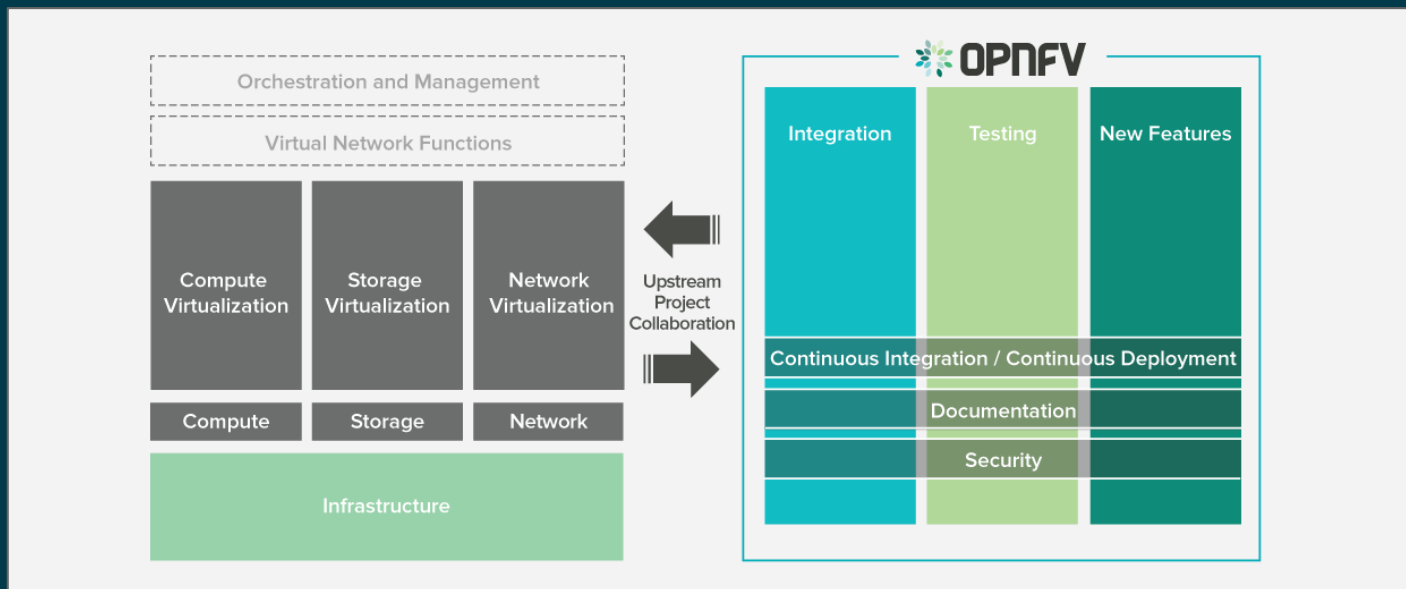 Orchestration and Management
Virtual Network Functions
Compute
Virtualization
Storage
Virtualization
Network
Virtualization
Compute
Storage
Network
Infrastructure
Upstream
Project
Collaboration
OPNFV
Integration
Testing
New Features
Continuous Integration / Continuous Deployment
Documentation
Security